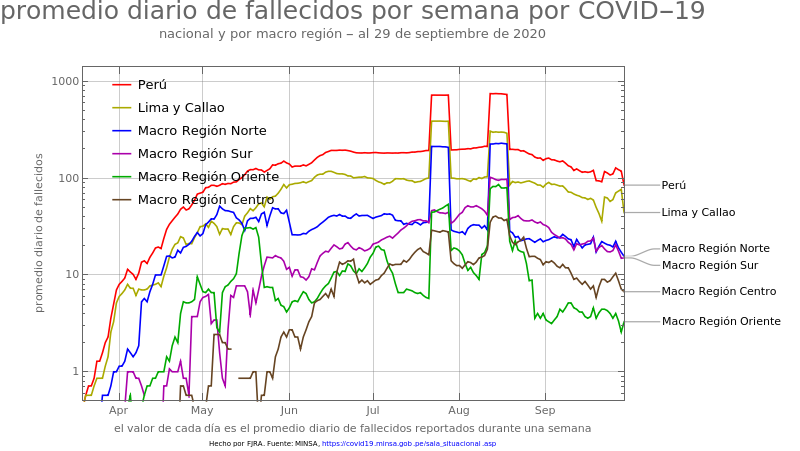 promedio diario de fallecidos por semana por COVID−19
nacional y por macro región − al 29 de septiembre de 2020
promedio diario de fallecidos
1000
100
10
1
Perú
Lima y Callao
Macro Región Norte
Macro Región Sur
Macro Región Oriente
Macro Región Centro
Perú
Lima y Callao
Macro Región Norte
Macro Región Sur
Macro Región Centro
Macro Región Oriente
Apr May Jun Jul Aug Sep
el valor de cada día es el promedio diario de fallecidos reportados durante una semana
Hecho por FJRA. Fuente: MINSA, https://covid19.minsa.gob.pe/sala_situacional.asp